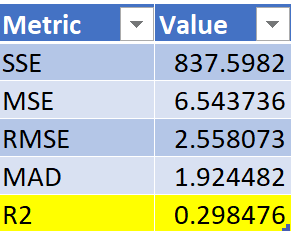 Metric Value
SSE 837.5982
MSE 6.543736
RMSE 2.558073
MAD 1.924482
R2 0.298476